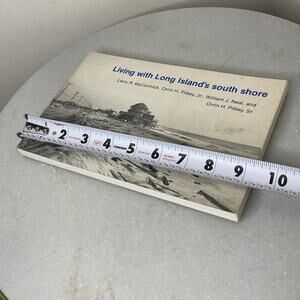 Living with Long Island's south shore
Larry R. McCormick, Orrin H. Pilkey, Jr., William J. Neal, and
Orrin H. Pilkey, Sr.
2 3 4 5 6 7 8 9 10